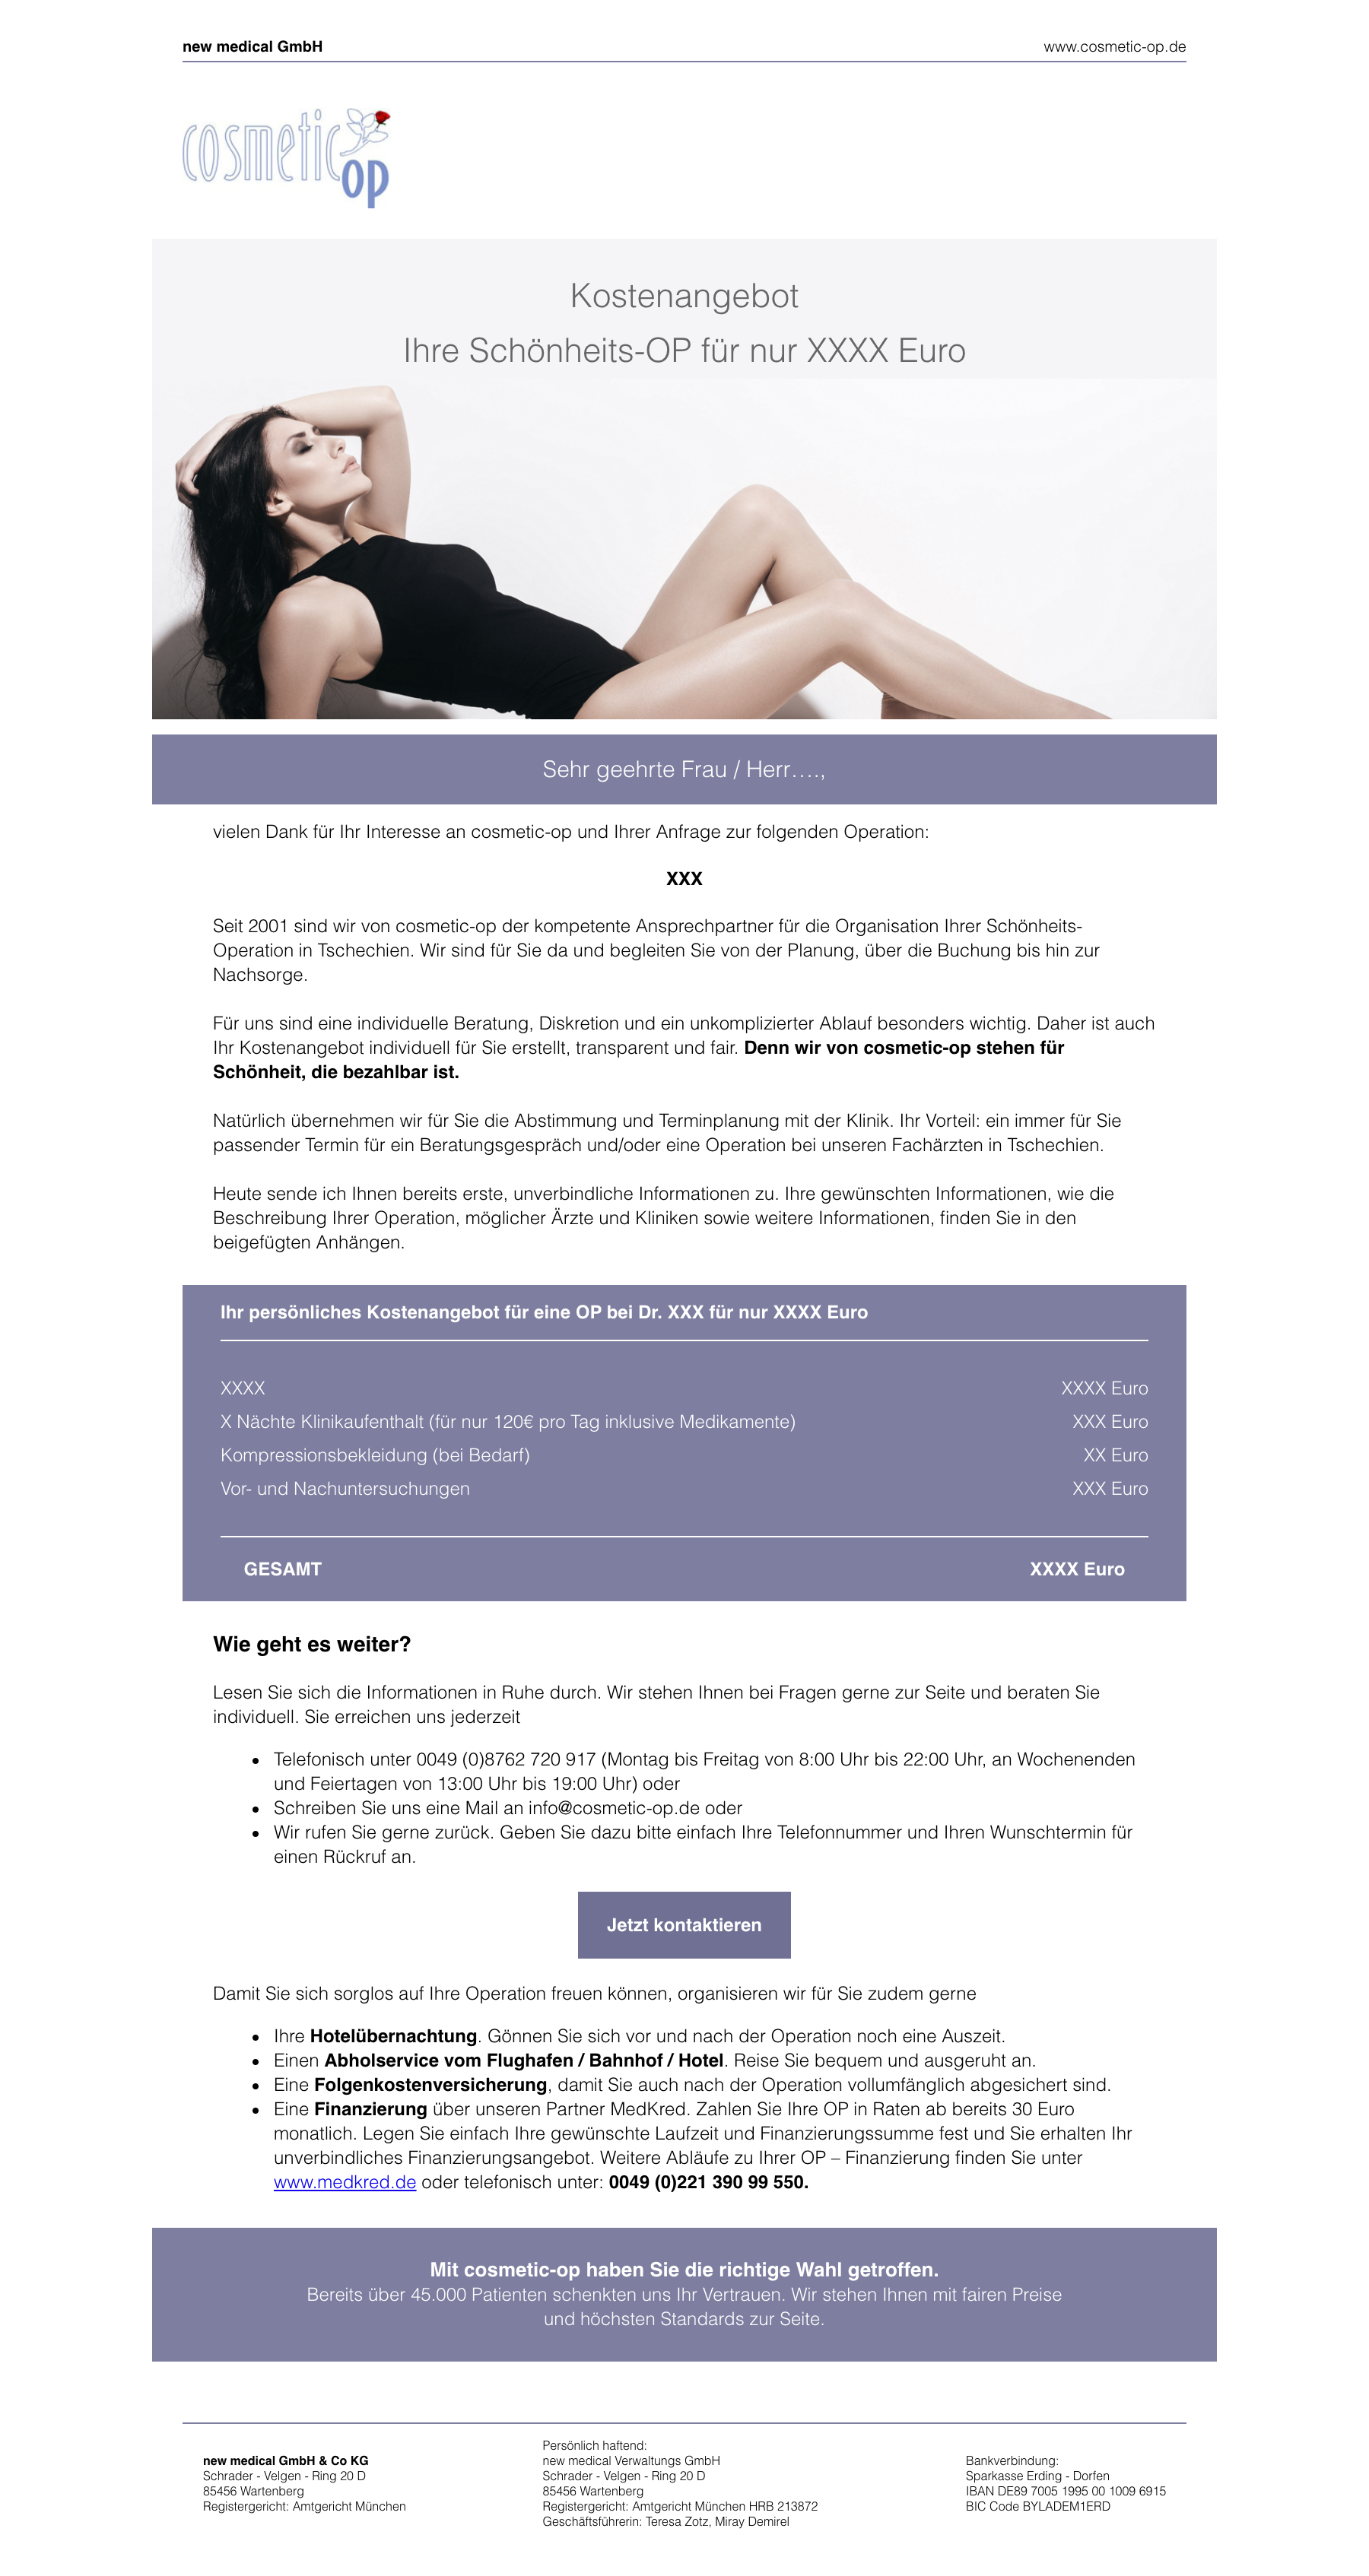 new medical GmbH
www.cosmetic-op.de
cosmetic
op
Kostenangebot
Ihre Schönheits-OP für nur XXXX Euro
Sehr geehrte Frau / Herr….,
vielen Dank für Ihr Interesse an cosmetic-op und Ihrer Anfrage zur folgenden Operation:
XXX
Seit 2001 sind wir von cosmetic-op der kompetente Ansprechpartner für die Organisation Ihrer Schönheits-
Operation in Tschechien. Wir sind für Sie da und begleiten Sie von der Planung, über die Buchung bis hin zur
Nachsorge.
Für uns sind eine individuelle Beratung, Diskretion und ein unkomplizierter Ablauf besonders wichtig. Daher ist auch
Ihr Kostenangebot individuell für Sie erstellt, transparent und fair. Denn wir von cosmetic-op stehen für
Schönheit, die bezahlbar ist.
Natürlich übernehmen wir für Sie die Abstimmung und Terminplanung mit der Klinik. Ihr Vorteil: ein immer für Sie
passender Termin für ein Beratungsgespräch und/oder eine Operation bei unseren Fachärzten in Tschechien.
Heute sende ich Ihnen bereits erste, unverbindliche Informationen zu. Ihre gewünschten Informationen, wie die
Beschreibung Ihrer Operation, möglicher Ärzte und Kliniken sowie weitere Informationen, finden Sie in den
beigefügten Anhängen.
Ihr persönliches Kostenangebot für eine OP bei Dr. XXX für nur XXXX Euro
XXXX XXXX Euro
X Nächte Klinikaufenthalt (für nur 120€ pro Tag inklusive Medikamente) XXX Euro
Kompressionsbekleidung (bei Bedarf) XX Euro
Vor- und Nachuntersuchungen XXX Euro
GESAMT XXXX Euro
Wie geht es weiter?
Lesen Sie sich die Informationen in Ruhe durch. Wir stehen Ihnen bei Fragen gerne zur Seite und beraten Sie
individuell. Sie erreichen uns jederzeit
• Telefonisch unter 0049 (0)8762 720 917 (Montag bis Freitag von 8:00 Uhr bis 22:00 Uhr, an Wochenenden
und Feiertagen von 13:00 Uhr bis 19:00 Uhr) oder
• Schreiben Sie uns eine Mail an info@cosmetic-op.de oder
• Wir rufen Sie gerne zurück. Geben Sie dazu bitte einfach Ihre Telefonnummer und Ihren Wunschtermin für
einen Rückruf an.
Jetzt kontaktieren
Damit Sie sich sorglos auf Ihre Operation freuen können, organisieren wir für Sie zudem gerne
• Ihre Hotelübernachtung. Gönnen Sie sich vor und nach der Operation noch eine Auszeit.
• Einen Abholservice vom Flughafen / Bahnhof / Hotel. Reise Sie bequem und ausgeruht an.
• Eine Folgenkostenversicherung, damit Sie auch nach der Operation vollumfänglich abgesichert sind.
• Eine Finanzierung über unseren Partner MedKred. Zahlen Sie Ihre OP in Raten ab bereits 30 Euro
monatlich. Legen Sie einfach Ihre gewünschte Laufzeit und Finanzierungssumme fest und Sie erhalten Ihr
unverbindliches Finanzierungsangebot. Weitere Abläufe zu Ihrer OP – Finanzierung finden Sie unter
www.medkred.de oder telefonisch unter: 0049 (0)221 390 99 550.
Mit cosmetic-op haben Sie die richtige Wahl getroffen.
Bereits über 45.000 Patienten schenkten uns Ihr Vertrauen. Wir stehen Ihnen mit fairen Preise
und höchsten Standards zur Seite.
new medical GmbH & Co KG
Schrader - Velgen - Ring 20 D
85456 Wartenberg
Registergericht: Amtgericht München
Persönlich haftend:
new medical Verwaltungs GmbH
Schrader - Velgen - Ring 20 D
85456 Wartenberg
Registergericht: Amtgericht München HRB 213872
Geschäftsführerin: Teresa Zotz, Miray Demirel
Bankverbindung:
Sparkasse Erding - Dorfen
IBAN DE89 7005 1995 00 1009 6915
BIC Code BYLADEM1ERD